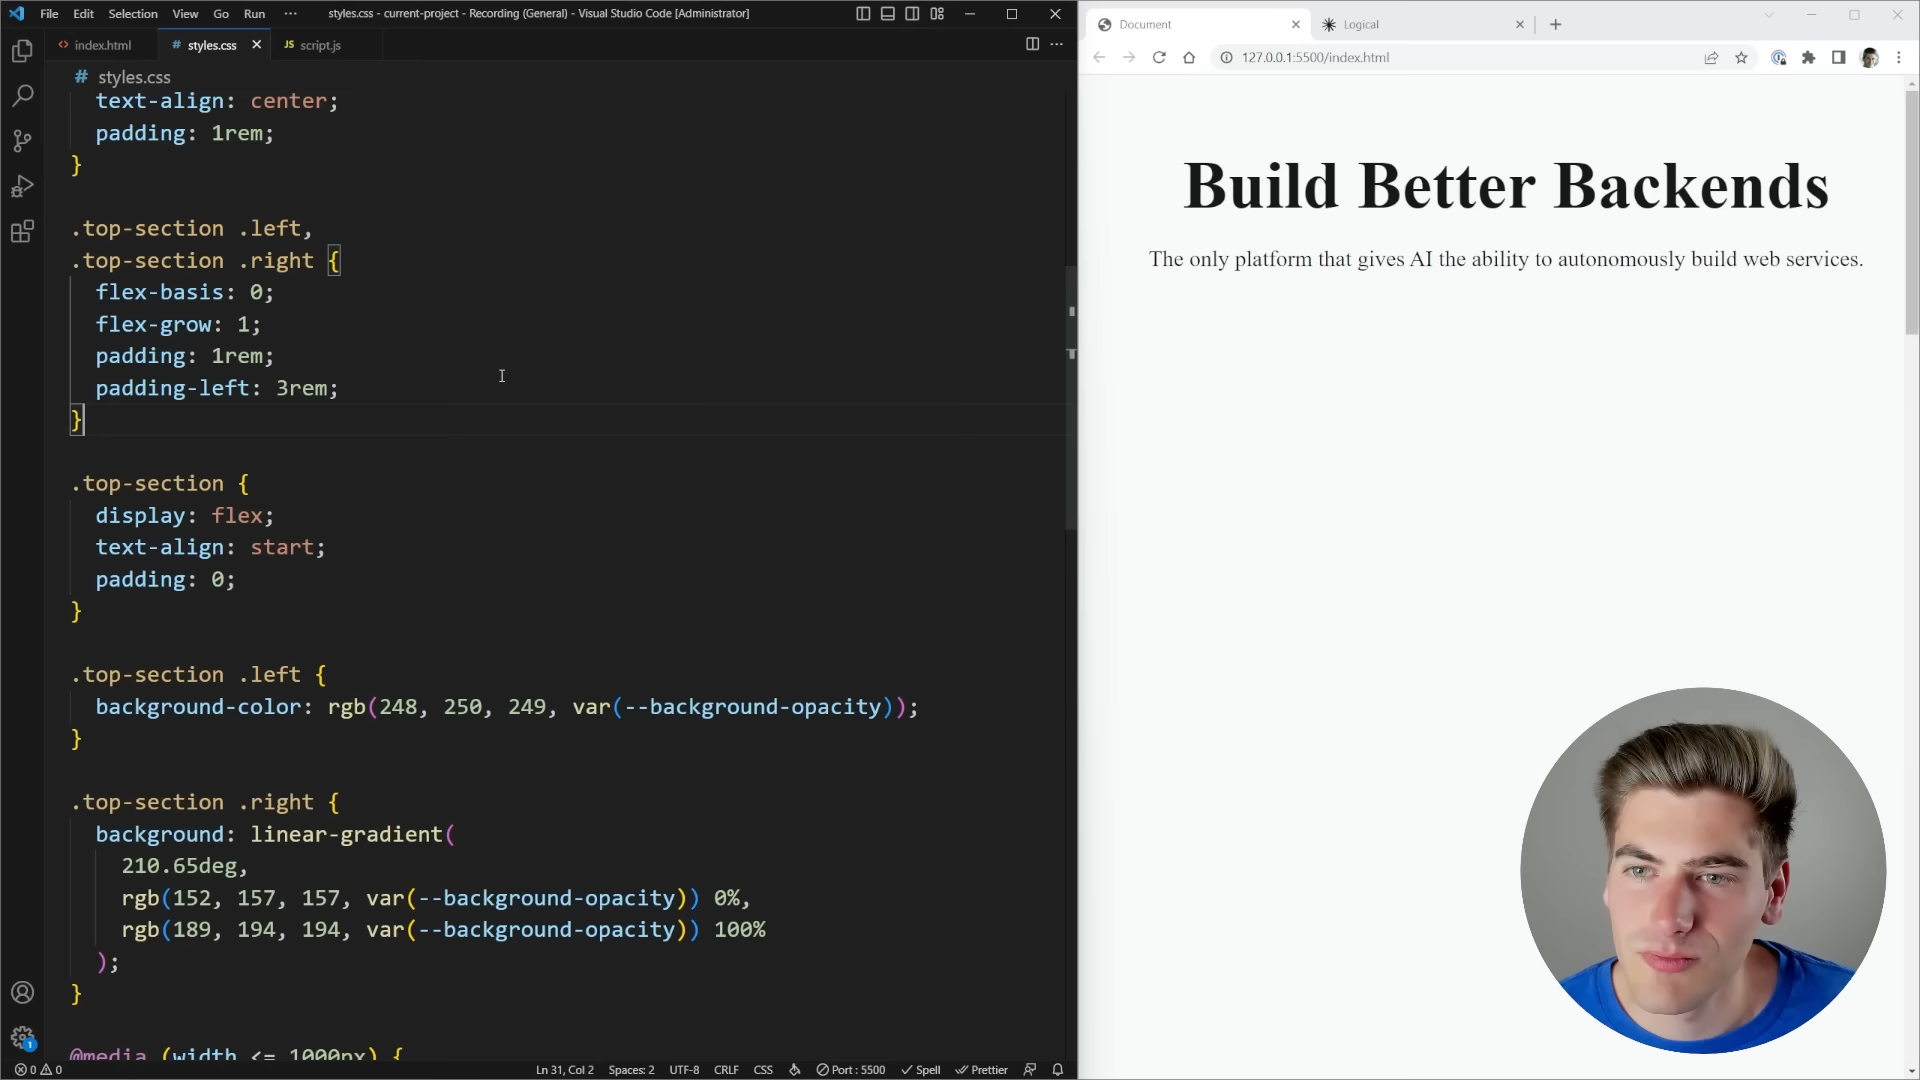 File Edit Selection View Go Run ··· styles.css - current-project - Recording (General) - Visual Studio Code [Administrator]
index.html styles.css script.js
# styles.css
text-align: center;
padding: 1rem;
}
.top-section .left,
.top-section .right {
flex-basis: 0;
flex-grow: 1;
padding: 1rem;
padding-left: 3rem;
}
.top-section {
display: flex;
text-align: start;
padding: 0;
}
.top-section .left {
background-color: rgb(248, 250, 249, var(--background-opacity));
}
.top-section .right {
background: linear-gradient(
210.65deg,
rgb(152, 157, 157, var(--background-opacity)) 0%,
rgb(189, 194, 194, var(--background-opacity)) 100%
);
}
@media (width <= 1000px) {
0 0 Ln 31, Col 2 Spaces: 2 UTF-8 CRLF CSS Port : 5500 Spell Prettier
Document Logical
127.0.0.1:5500/index.html
Build Better Backends
The only platform that gives AI the ability to autonomously build web services.